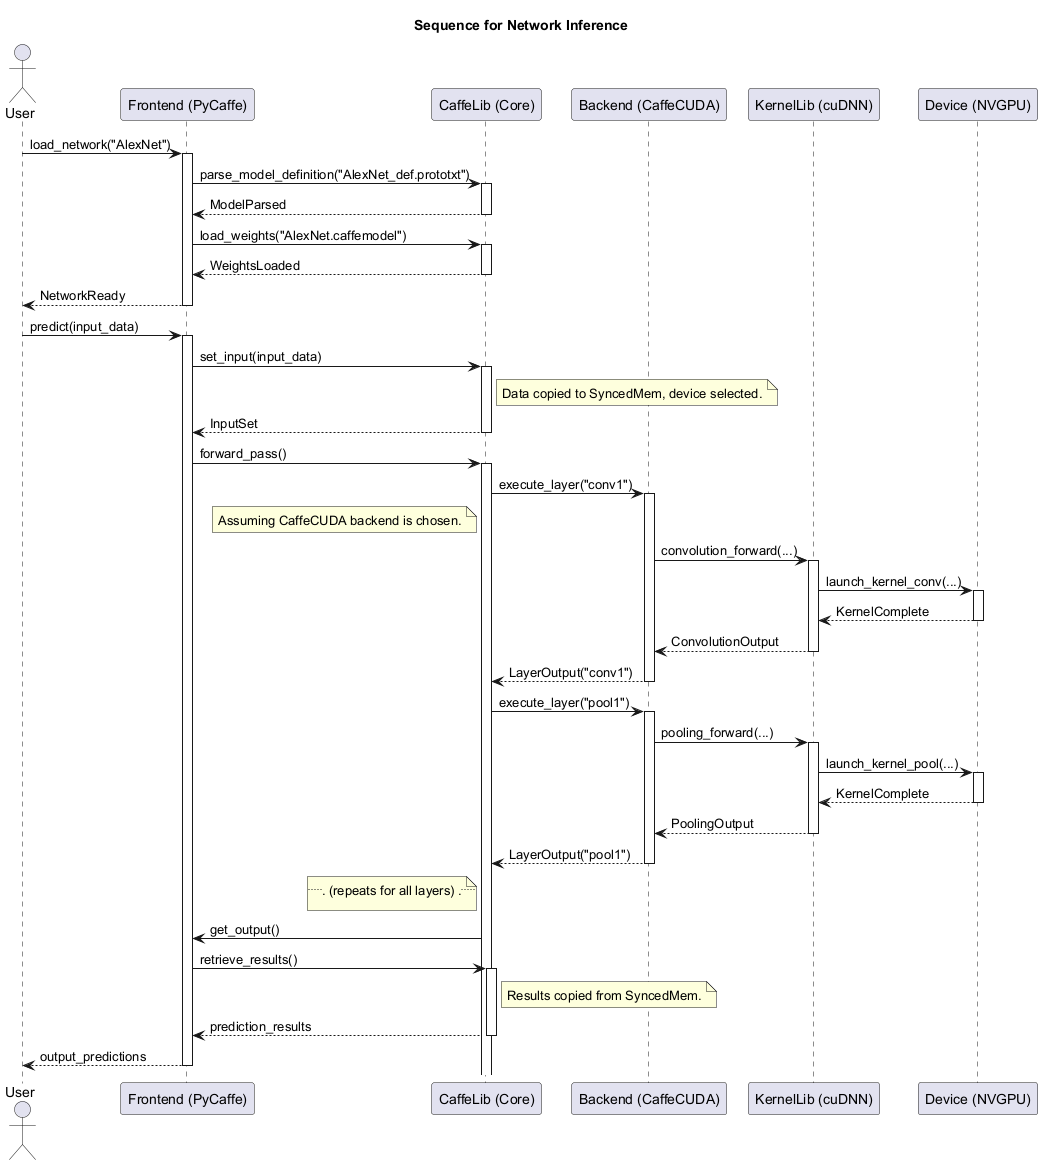 Sequence for Network Inference
User
Frontend (PyCaffe)
CaffeLib (Core)
Backend (CaffeCUDA)
KernelLib (cuDNN)
Device (NVGPU)
load_network("AlexNet")
parse_model_definition("AlexNet_def.prototxt")
ModelParsed
load_weights("AlexNet.caffemodel")
WeightsLoaded
NetworkReady
predict(input_data)
set_input(input_data)
Data copied to SyncedMem, device selected.
InputSet
forward_pass()
execute_layer("conv1")
Assuming CaffeCUDA backend is chosen.
convolution_forward(...)
launch_kernel_conv(...)
KernelComplete
ConvolutionOutput
LayerOutput("conv1")
execute_layer("pool1")
pooling_forward(...)
launch_kernel_pool(...)
KernelComplete
PoolingOutput
LayerOutput("pool1")
. (repeats for all layers) .
get_output()
retrieve_results()
Results copied from SyncedMem.
prediction_results
output_predictions
User
Frontend (PyCaffe)
CaffeLib (Core)
Backend (CaffeCUDA)
KernelLib (cuDNN)
Device (NVGPU)